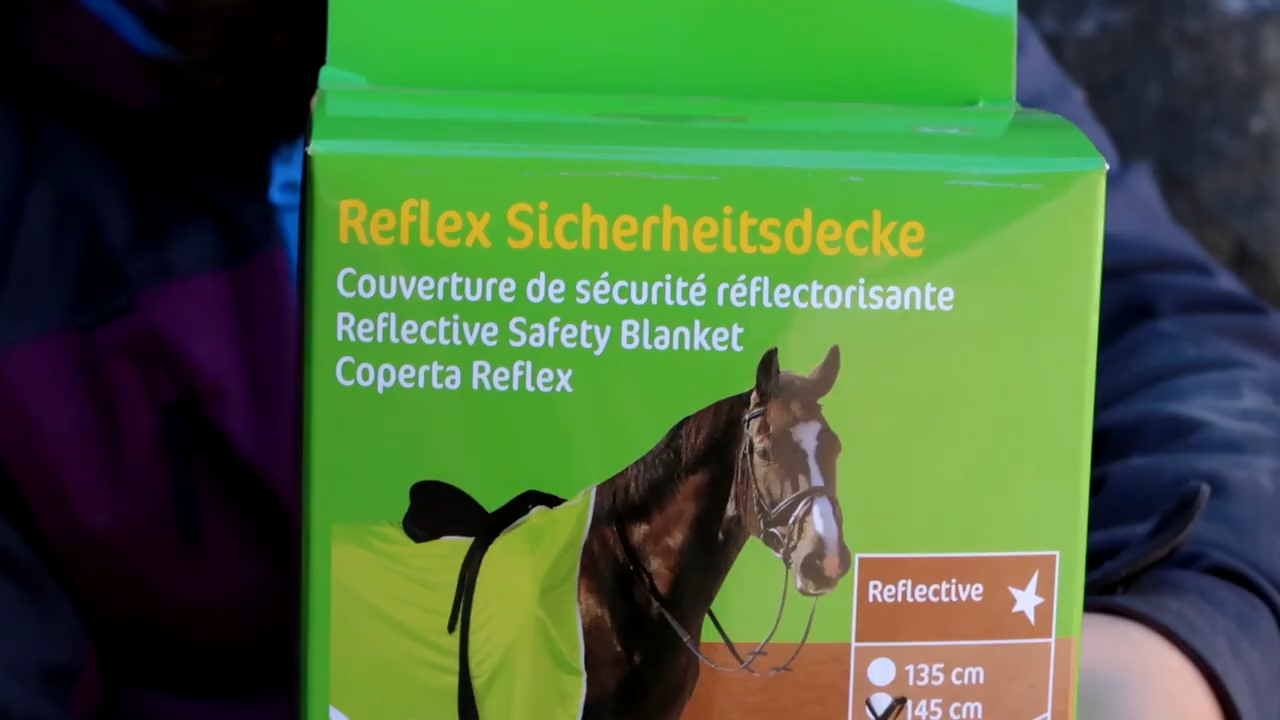 Reflex Sicherheitsdecke
Couverture de sécurité réflectorisante
Reflective Safety Blanket
Coperta Reflex
Reflective
135 cm
145 cm